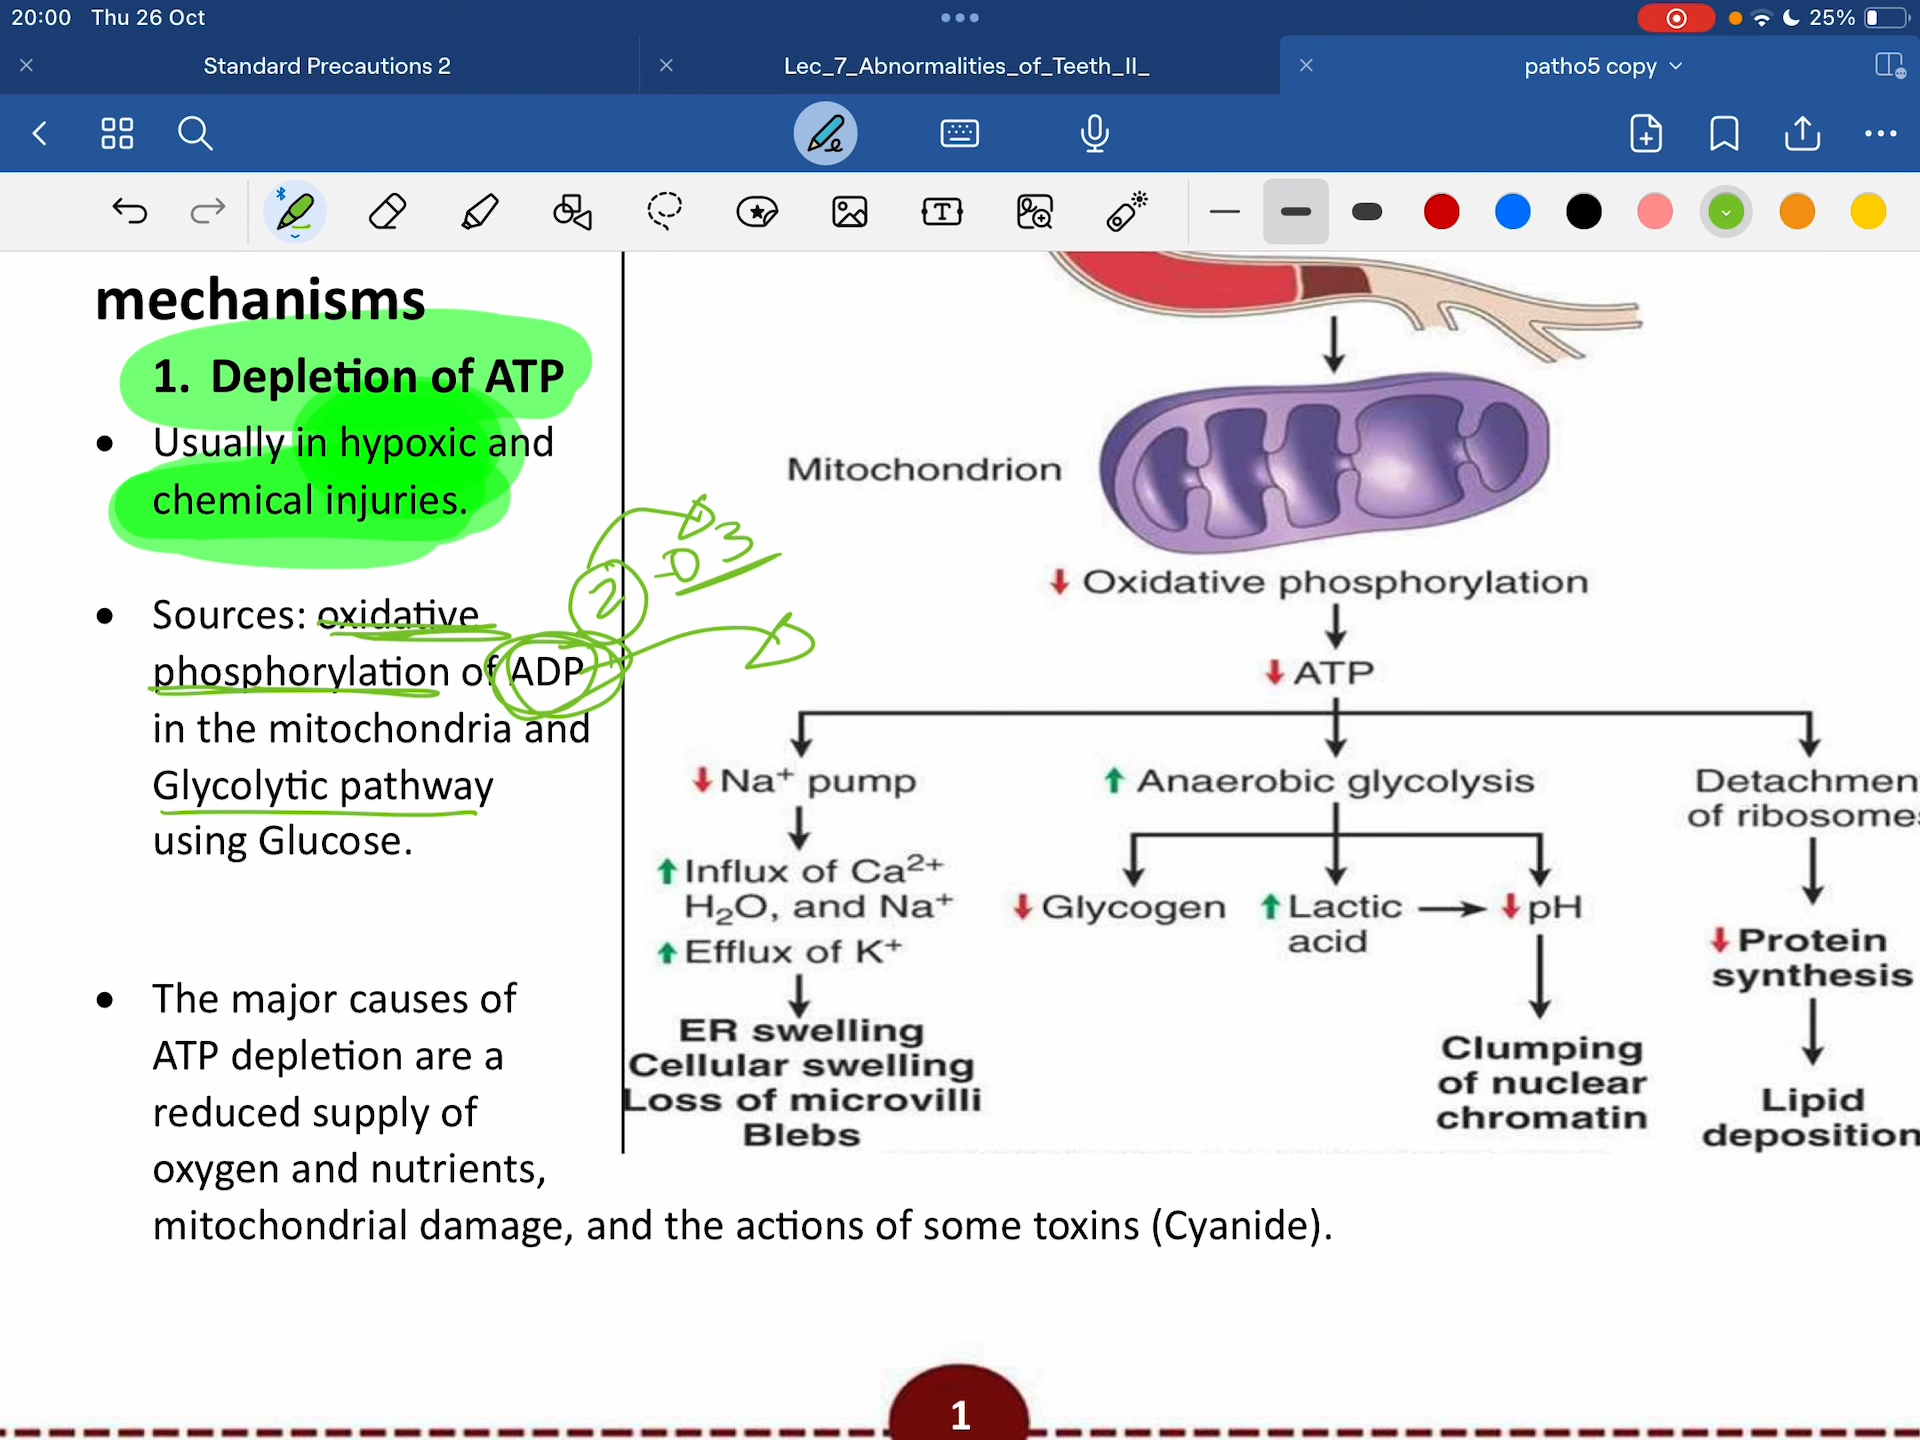 20:00 Thu 26 Oct
25%
Standard Precautions 2
Lec_7_Abnormalities_of_Teeth_II_
patho5 copy
mechanisms
1. Depletion of ATP
• Usually in hypoxic and
chemical injuries.
• Sources: oxidative
phosphorylation of ADP
in the mitochondria and
Glycolytic pathway
using Glucose.
2
3
• The major causes of
ATP depletion are a
reduced supply of
oxygen and nutrients,
mitochondrial damage, and the actions of some toxins (Cyanide).
Mitochondrion
↓ Oxidative phosphorylation
↓ ATP
↓ Na⁺ pump
↑ Influx of Ca²⁺
H₂O, and Na⁺
↑ Efflux of K⁺
ER swelling
Cellular swelling
Loss of microvilli
Blebs
↑ Anaerobic glycolysis
↓ Glycogen
↑ Lactic
acid
↓ pH
Clumping
of nuclear
chromatin
Detachmen
of ribosome
↓ Protein
synthesis
Lipid
deposition
1